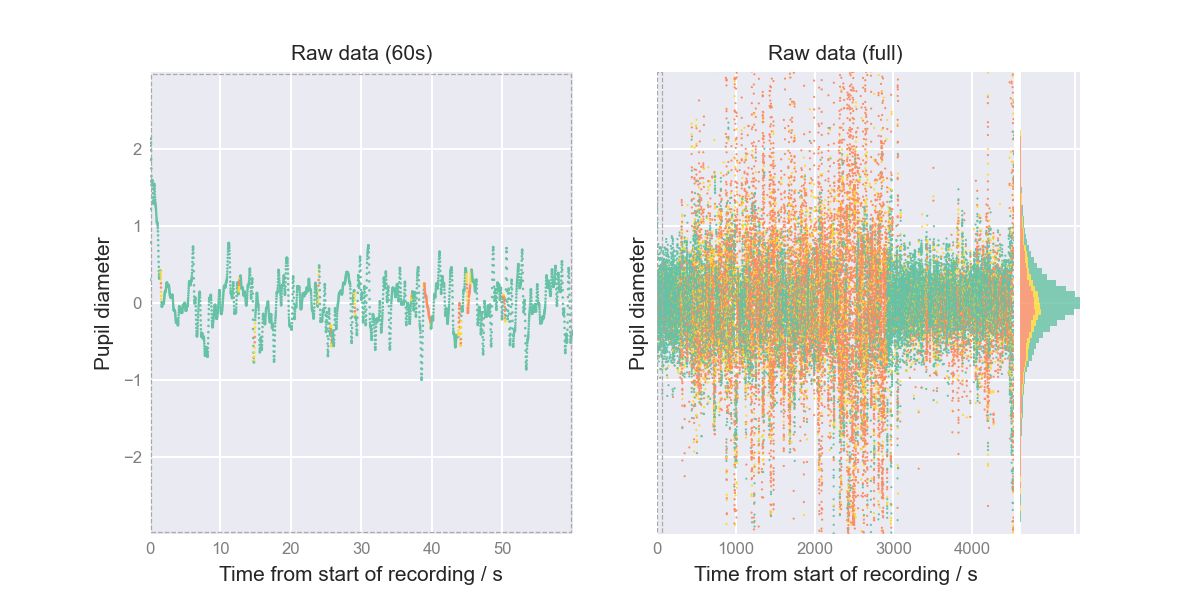 Raw data (60s)
Pupil diameter
2
1
0
−1
−2
0 10 20 30 40 50
Time from start of recording / s
Raw data (full)
Pupil diameter
0 1000 2000 3000 4000
Time from start of recording / s